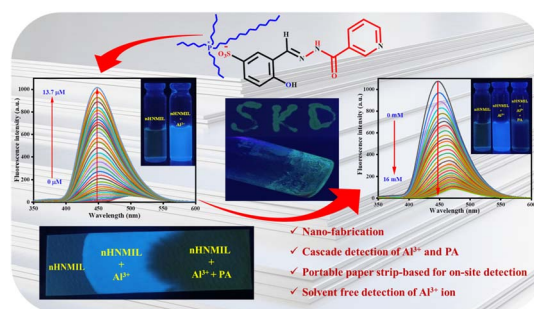 P⁺
⁻
SO₃
OH
H
N
H
N
O
N
13.7 µM
0 µM
Fluorescence intensity (a.u.)
1000
800
600
400
200
0
350 400 450 500 550 600
Wavelength (nm)
nHNMIL
nHNMIL
+
Al³⁺
SKD
0 mM
16 mM
Fluorescence intensity (a.u.)
1000
800
600
400
200
0
350 400 450 500 550 600
Wavelength (nm)
nHNMIL
nHNMIL
+
Al³⁺
nHNMIL
+
Al³⁺
+
PA
nHNMIL
nHNMIL
+
Al³⁺
nHNMIL
+
Al³⁺ + PA
✓ Nano-fabrication
✓ Cascade detection of Al³⁺ and PA
✓ Portable paper strip-based for on-site detection
✓ Solvent free detection of Al³⁺ ion